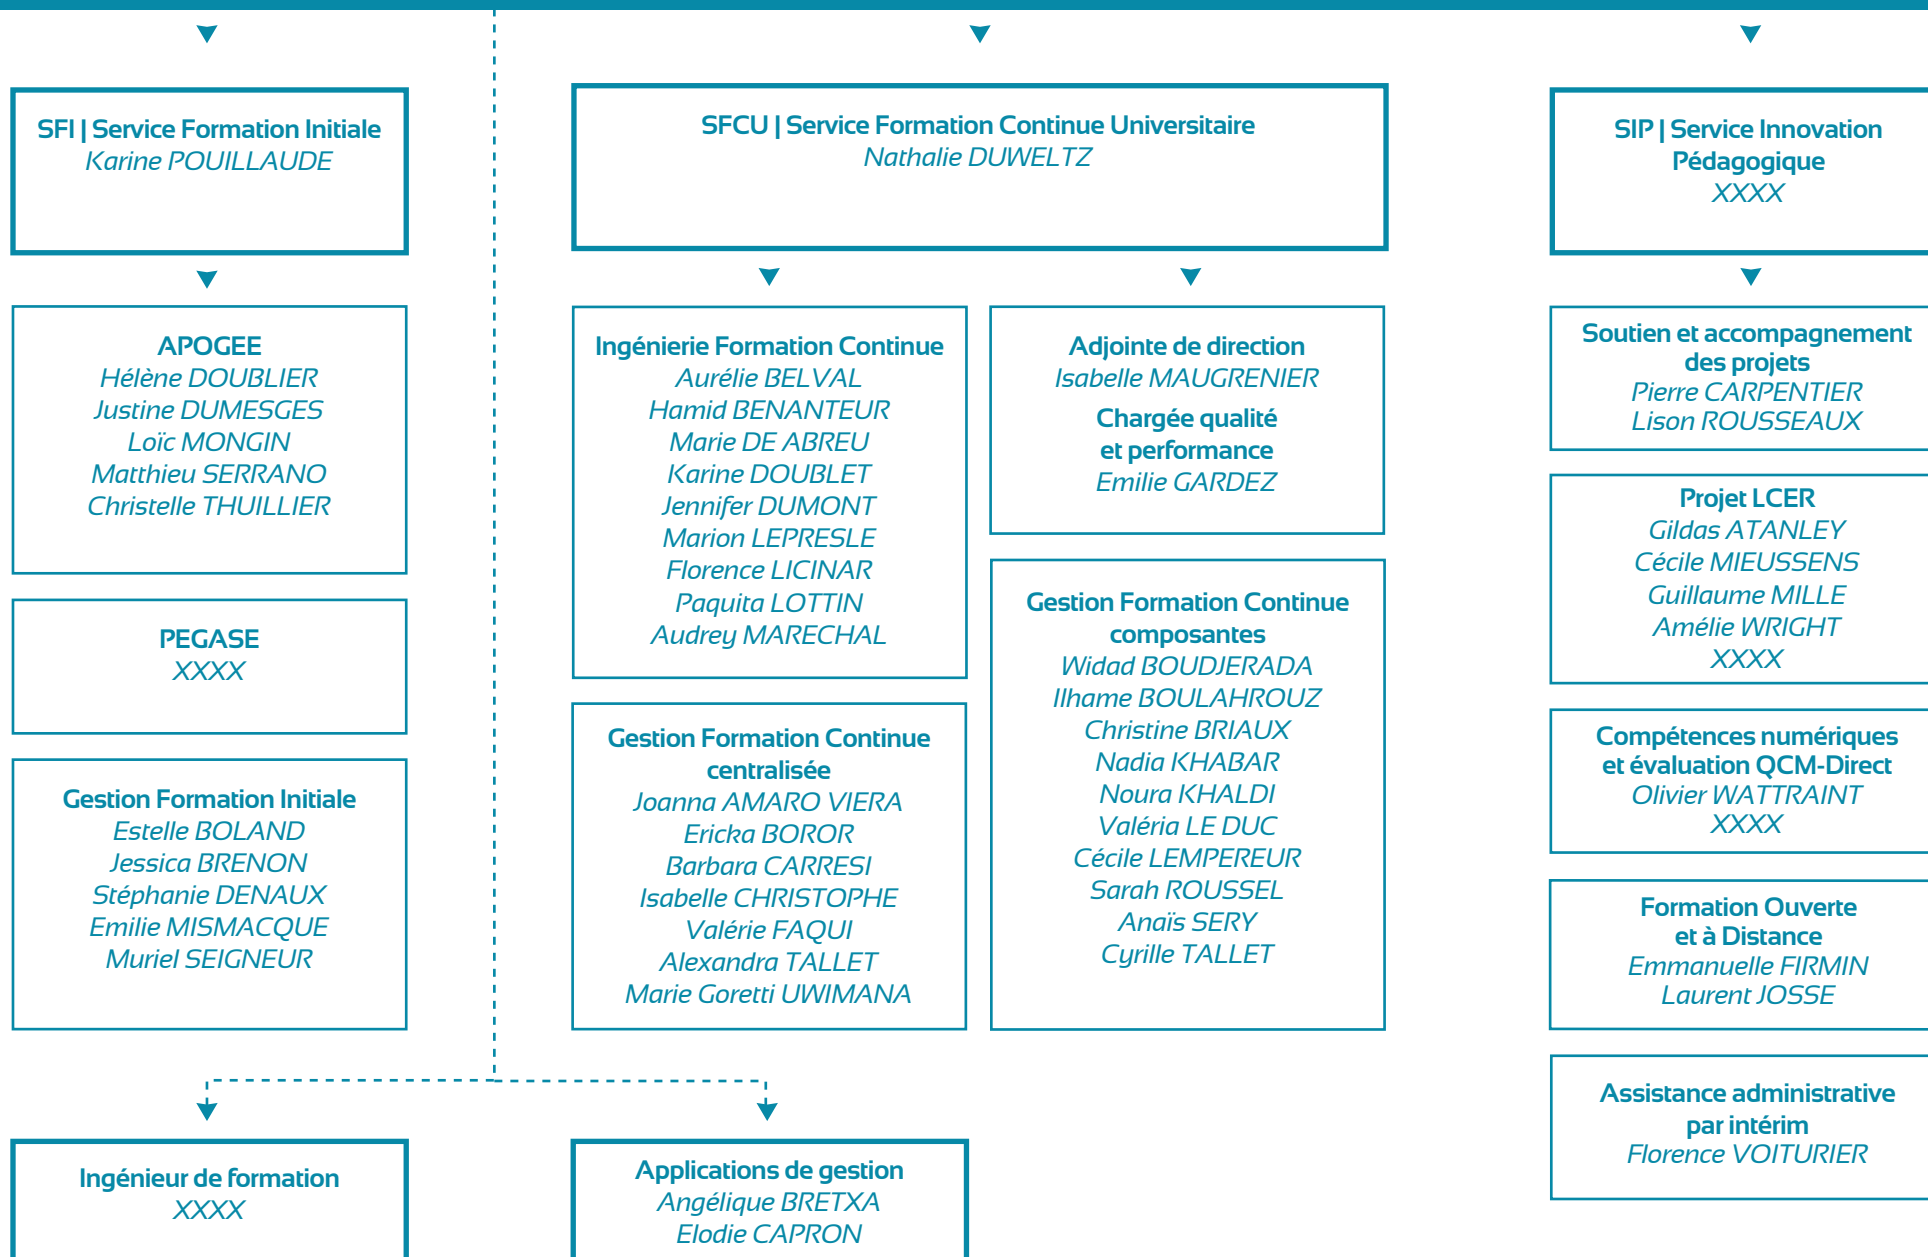 SFI | Service Formation Initiale
Karine POUILLAUDE
APOGEE
Hélène DOUBLIER
Justine DUMESGES
Loïc MONGIN
Matthieu SERRANO
Christelle THUILLIER
PEGASE
XXXX
Gestion Formation Initiale
Estelle BOLAND
Jessica BRENON
Stéphanie DENAUX
Emilie MISMACQUE
Muriel SEIGNEUR
SFCU | Service Formation Continue Universitaire
Nathalie DUWELTZ
Ingénierie Formation Continue
Aurélie BELVAL
Hamid BENANTEUR
Marie DE ABREU
Karine DOUBLET
Jennifer DUMONT
Marion LEPRESLE
Florence LICINAR
Paquita LOTTIN
Audrey MARECHAL
Gestion Formation Continue
centralisée
Joanna AMARO VIERA
Ericka BOROR
Barbara CARRESI
Isabelle CHRISTOPHE
Valérie FAQUI
Alexandra TALLET
Marie Goretti UWIMANA
Adjointe de direction
Isabelle MAUGRENIER
Chargée qualité
et performance
Emilie GARDEZ
Gestion Formation Continue
composantes
Widad BOUDJERADA
Ilhame BOULAHROUZ
Christine BRIAUX
Nadia KHABAR
Noura KHALDI
Valéria LE DUC
Cécile LEMPEREUR
Sarah ROUSSEL
Anaïs SERY
Cyrille TALLET
SIP | Service Innovation
Pédagogique
XXXX
Soutien et accompagnement
des projets
Pierre CARPENTIER
Lison ROUSSEAUX
Projet LCER
Gildas ATANLEY
Cécile MIEUSSENS
Guillaume MILLE
Amélie WRIGHT
XXXX
Compétences numériques
et évaluation QCM-Direct
Olivier WATTRAINT
XXXX
Formation Ouverte
et à Distance
Emmanuelle FIRMIN
Laurent JOSSE
Assistance administrative
par intérim
Florence VOITURIER
Ingénieur de formation
XXXX
Applications de gestion
Angélique BRETXA
Elodie CAPRON